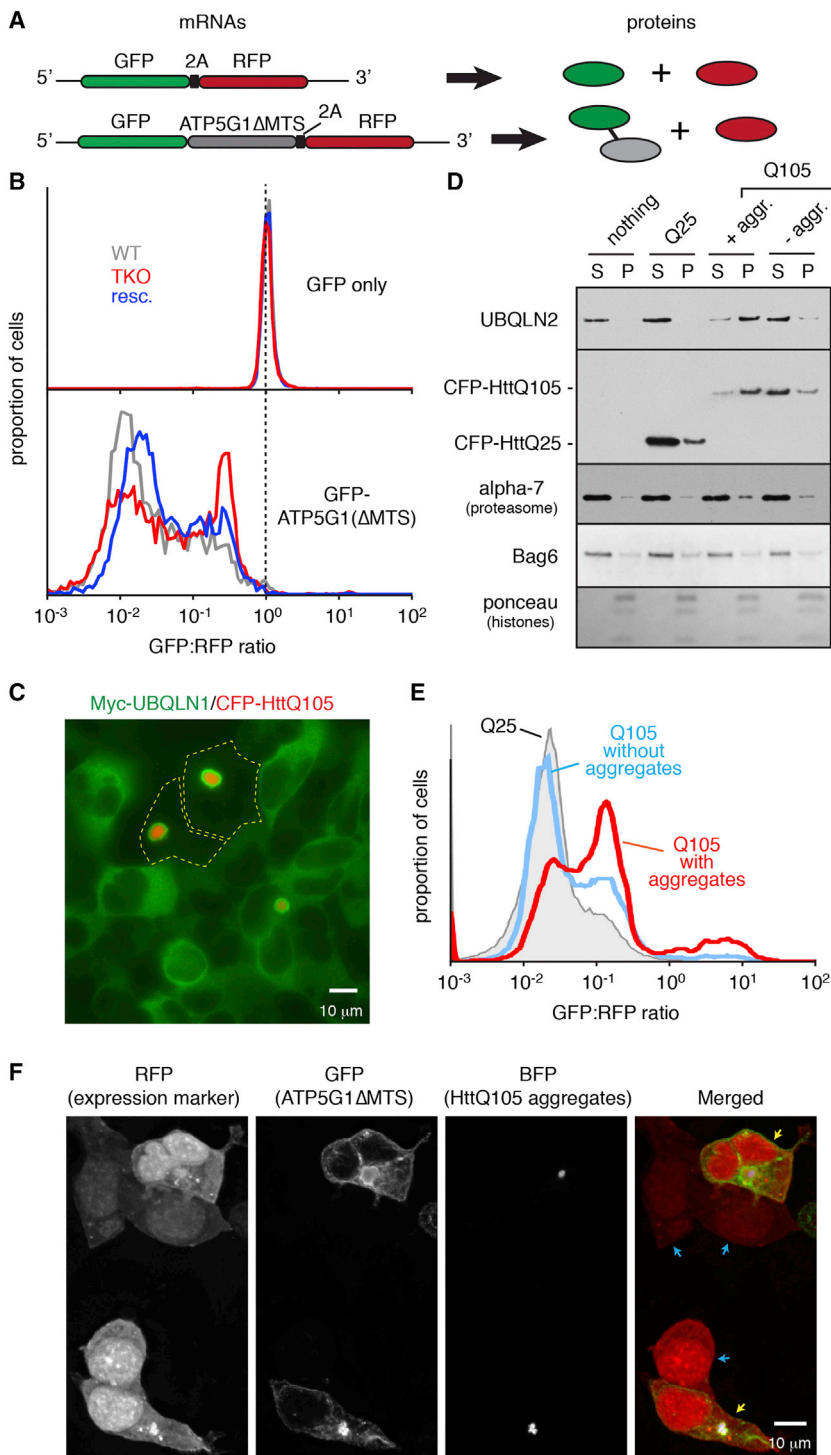 A
mRNAs
proteins
GFP 2A RFP
5’ 3’
+
GFP ATP5G1ΔMTS 2A RFP
5’ 3’
+
B
WT
TKO
resc.
GFP only
GFP-
ATP5G1(ΔMTS)
proportion of cells
10-3 10-2 10-1 100 101 102
GFP:RFP ratio
D
Q105
nothing Q25 + aggr. - aggr.
S P S P S P S P
UBQLN2
CFP-HttQ105 -
CFP-HttQ25 -
alpha-7
(proteasome)
Bag6
ponceau
(histones)
C
Myc-UBQLN1/CFP-HttQ105
10 μm
E
Q25
Q105
without
aggregates
Q105
with
aggregates
proportion of cells
10-3 10-2 10-1 100 101 102
GFP:RFP ratio
F
RFP
(expression marker)
GFP
(ATP5G1ΔMTS)
BFP
(HttQ105 aggregates)
Merged
10 μm